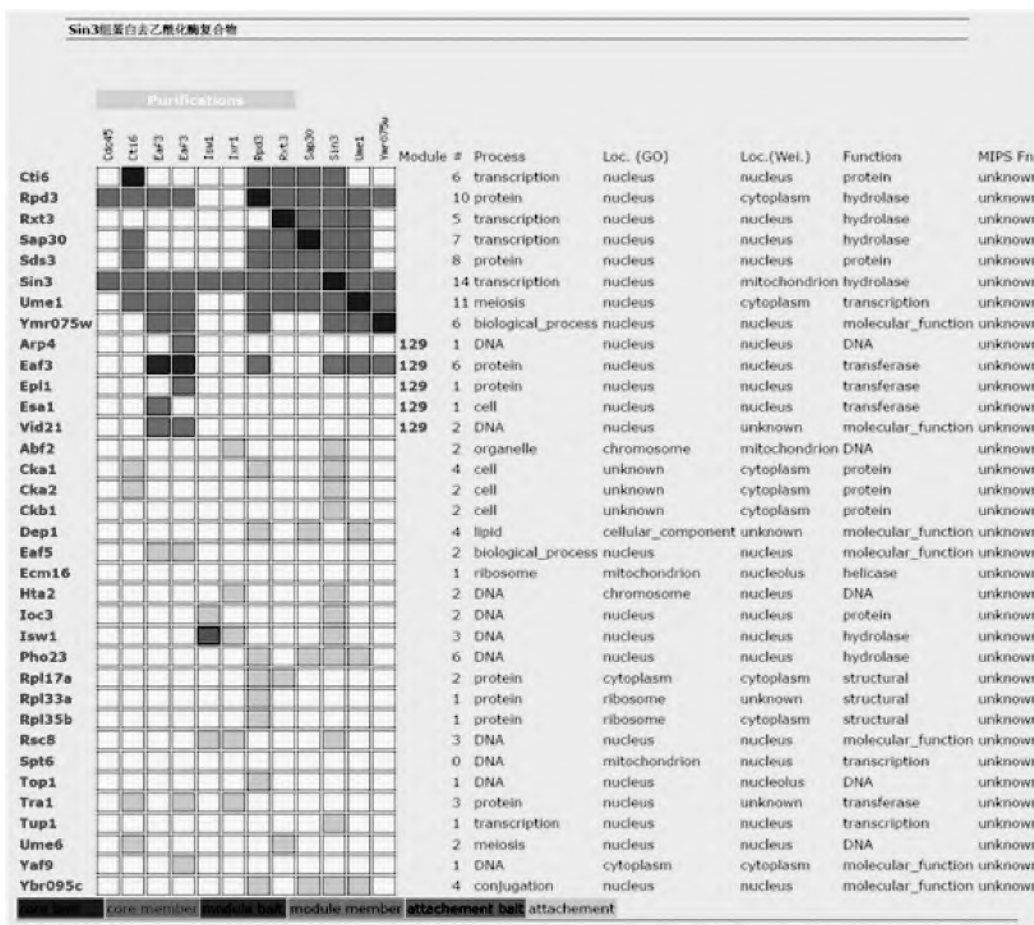 Sin3组蛋白去乙酰化酶复合物
Purifications
Cdc45 Cti6 Eaf3 Eaf3 Isw1 Ixr1 Rpd3 Rxt3 Sap30 Sin3 Ume1 Ymr075w Module # Process Loc. (GO) Loc.(Wei.) Function MIPS Fn
Cti6 6 transcription nucleus nucleus protein unknown
Rpd3 10 protein nucleus cytoplasm hydrolase unknown
Rxt3 5 transcription nucleus nucleus hydrolase unknown
Sap30 7 transcription nucleus nucleus hydrolase unknown
Sds3 8 protein nucleus nucleus hydrolase unknown
Sin3 14 transcription nucleus mitochondrion hydrolase unknown
Ume1 11 meiosis nucleus cytoplasm transcription unknown
Ymr075w 6 biological_process nucleus nucleus molecular_function unknown
Arp4 129 1 DNA nucleus nucleus DNA unknown
Eaf3 129 6 protein nucleus nucleus transferase unknown
Epl1 129 1 protein nucleus nucleus transferase unknown
Esa1 129 1 cell nucleus nucleus transferase unknown
Vid21 129 2 DNA nucleus unknown molecular_function unknown
Abf2 2 organelle chromosome mitochondrion DNA unknown
Cka1 4 cell unknown cytoplasm protein unknown
Cka2 2 cell unknown cytoplasm protein unknown
Ckb1 2 cell unknown cytoplasm protein unknown
Dep1 4 lipid cellular_component unknown molecular_function unknown
Eaf5 2 biological_process nucleus nucleus molecular_function unknown
Ecm16 1 ribosome mitochondrion nucleolus helicase unknown
Hta2 2 DNA chromosome nucleus DNA unknown
Ioc3 2 DNA nucleus nucleus protein unknown
Isw1 3 DNA nucleus nucleus hydrolase unknown
Pho23 6 DNA nucleus nucleus hydrolase unknown
Rpl17a 2 protein cytoplasm cytoplasm structural unknown
Rpl33a 1 protein ribosome unknown structural unknown
Rpl35b 1 protein ribosome cytoplasm structural unknown
Rsc8 3 DNA nucleus nucleus molecular_function unknown
Spt6 0 DNA mitochondrion nucleus transcription unknown
Top1 1 DNA nucleus nucleolus DNA unknown
Tra1 3 protein nucleus unknown transferase unknown
Tup1 1 transcription nucleus nucleus transcription unknown
Ume6 2 meiosis nucleus nucleus DNA unknown
Yaf9 1 DNA cytoplasm cytoplasm molecular_function unknown
Ybr095c 4 conjugation nucleus nucleus molecular_function unknown
core bait core member module bait module member attachement bait attachement